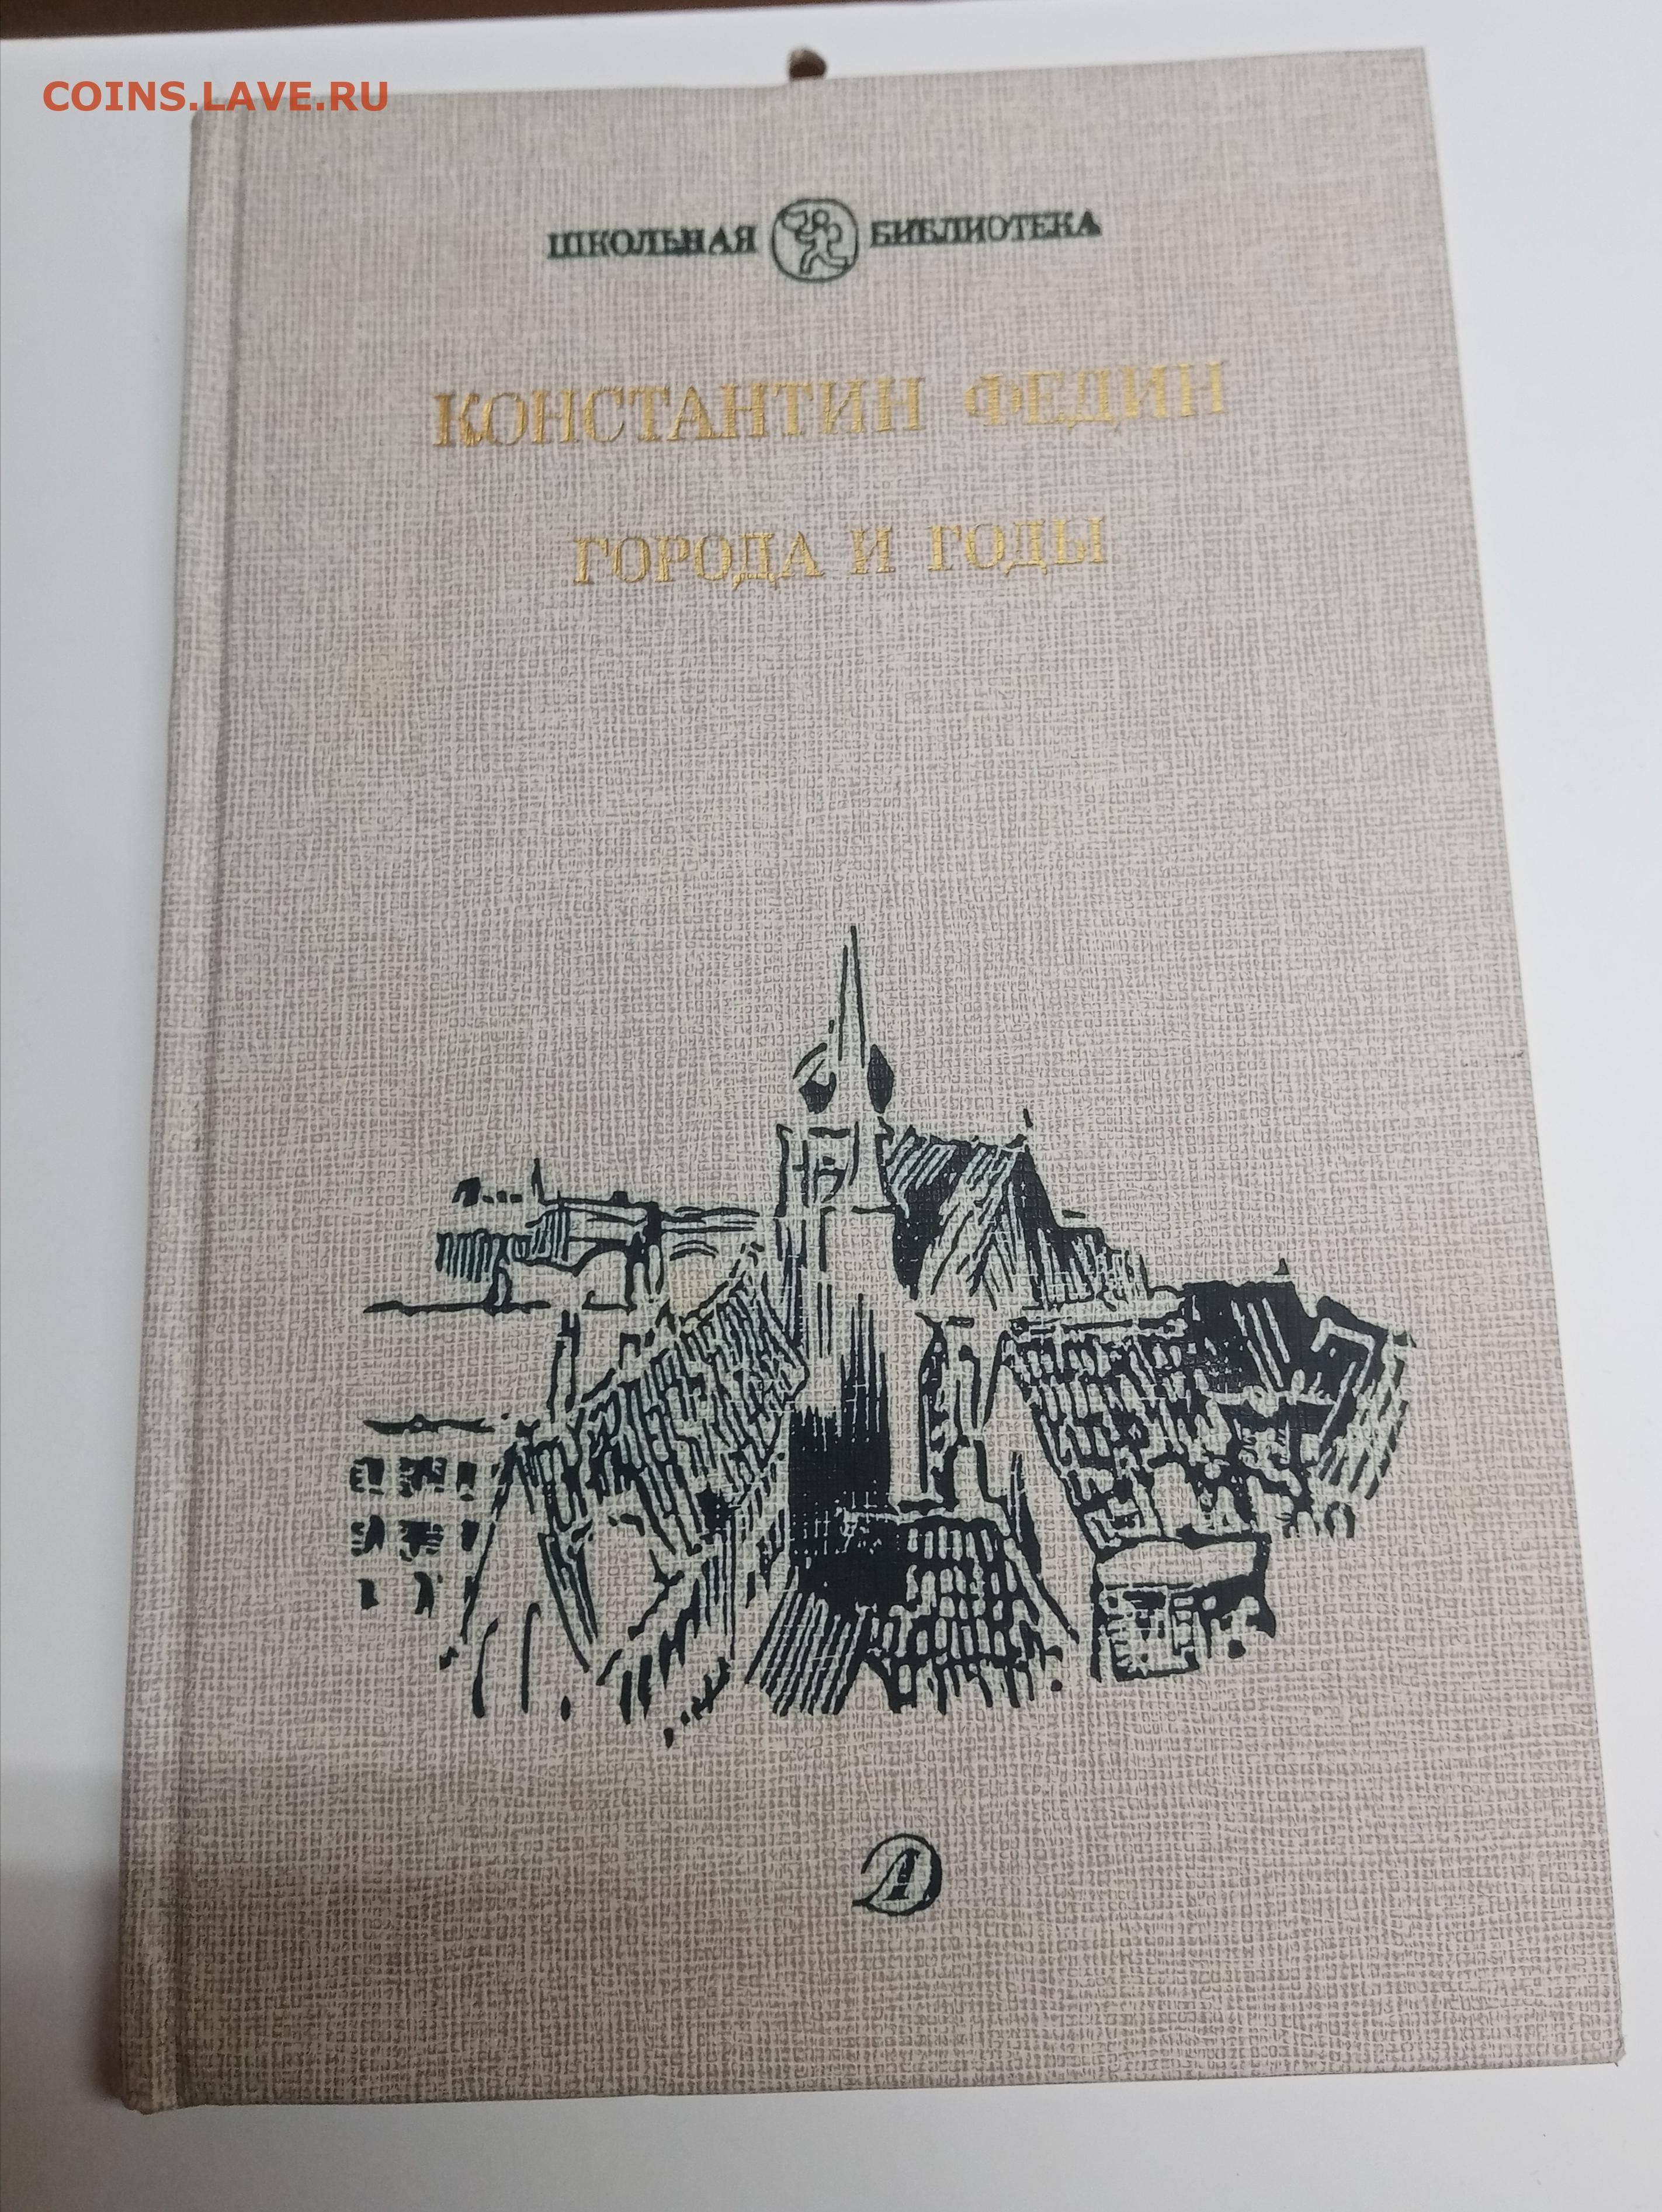 COINS.LAVE.RU
ШКОЛЬНАЯ БИБЛИОТЕКА
КОНСТАНТИН ФЕДИН
ГОРОДА И ГОДЫ